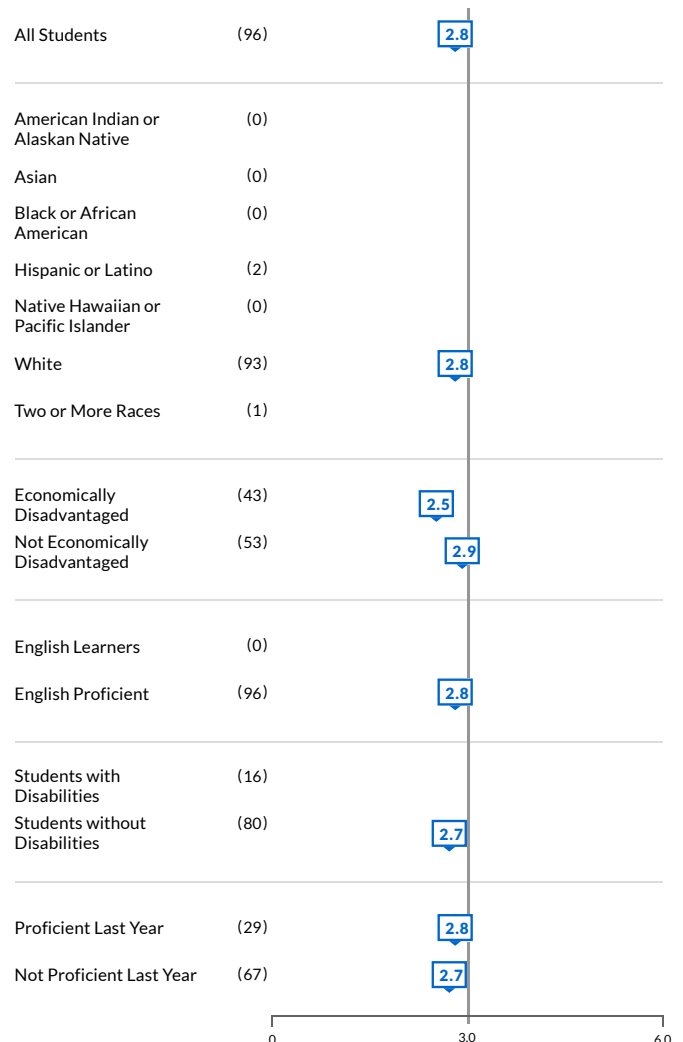 All Students (96) 2.8
American Indian or (0)
Alaskan Native
Asian (0)
Black or African (0)
American
Hispanic or Latino (2)
Native Hawaiian or (0)
Pacific Islander
White (93) 2.8
Two or More Races (1)
Economically (43) 2.5
Disadvantaged
Not Economically (53) 2.9
Disadvantaged
English Learners (0)
English Proficient (96) 2.8
Students with (16)
Disabilities
Students without (80) 2.7
Disabilities
Proficient Last Year (29) 2.8
Not Proficient Last Year (67) 2.7
0 3.0 6.0